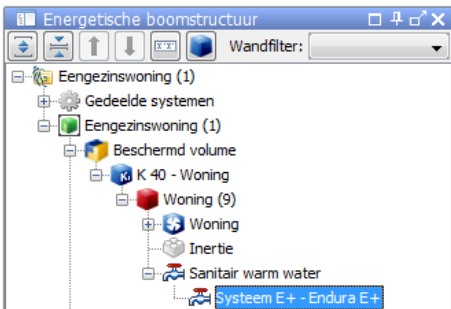 Energetische boomstructuur
Wandfilter:
Eengezinswoning (1)
Gedeelde systemen
Eengezinswoning (1)
Beschermd volume
K 40 - Woning
Woning (9)
Woning
Inertie
Sanitair warm water
Systeem E+ - Endura E+